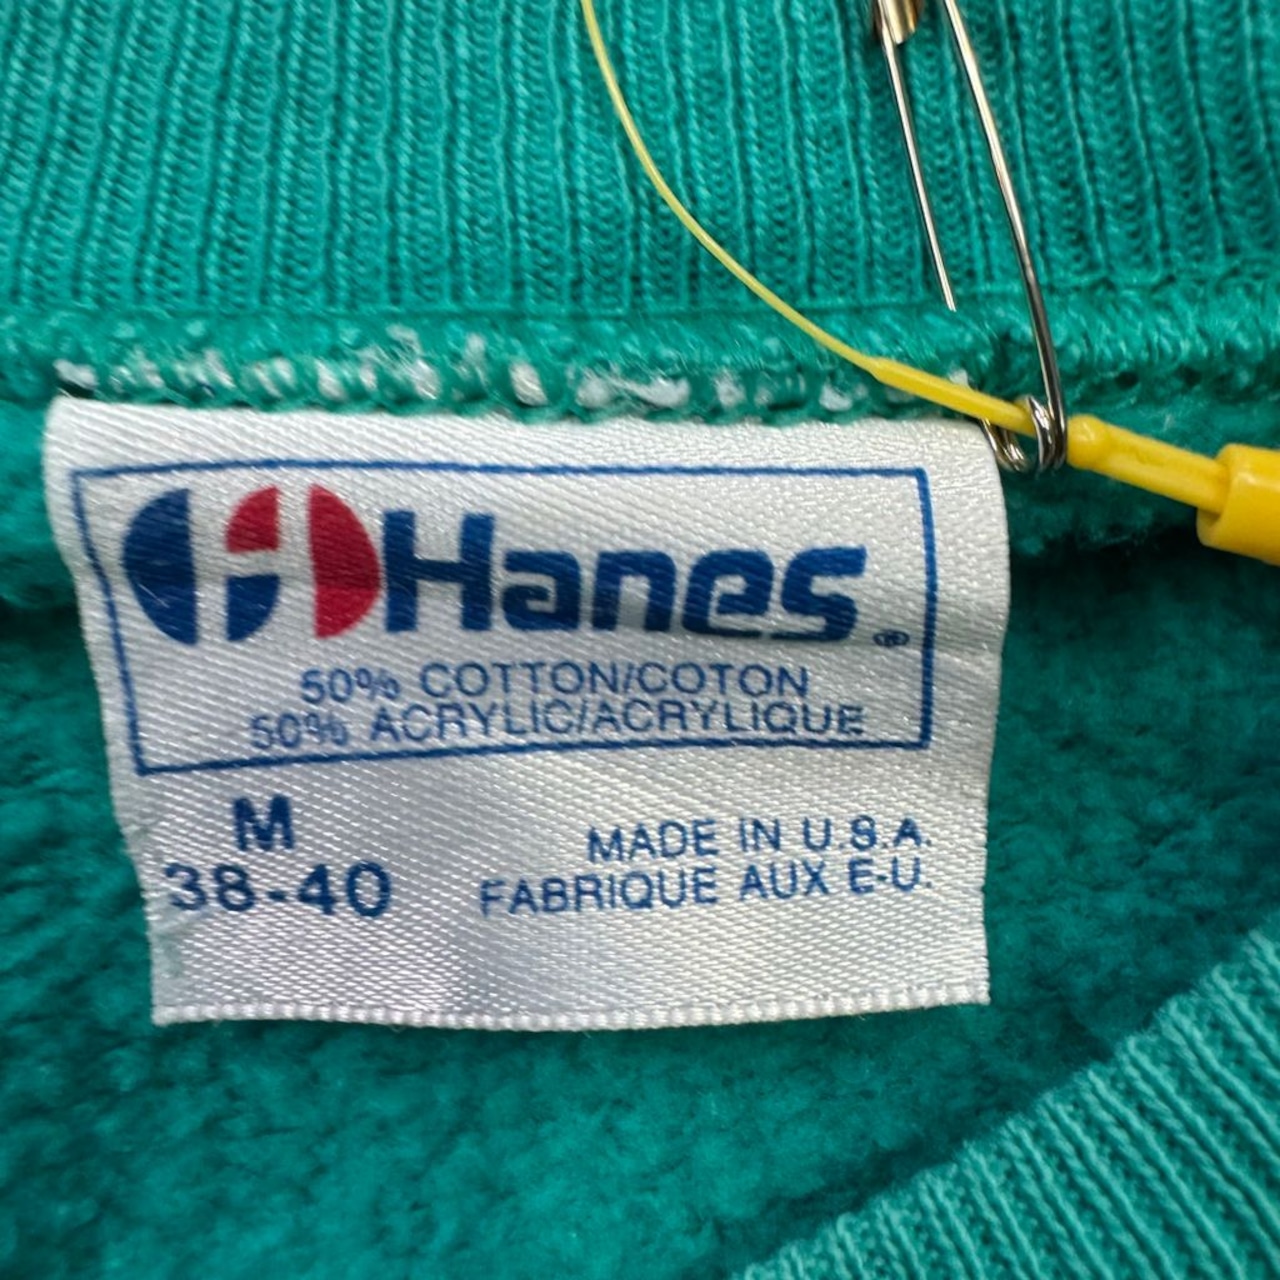 Hanes®
50% COTTON/COTON
50% ACRYLIC/ACRYLIQUE
M
38-40
MADE IN U.S.A.
FABRIQUE AUX E-U.